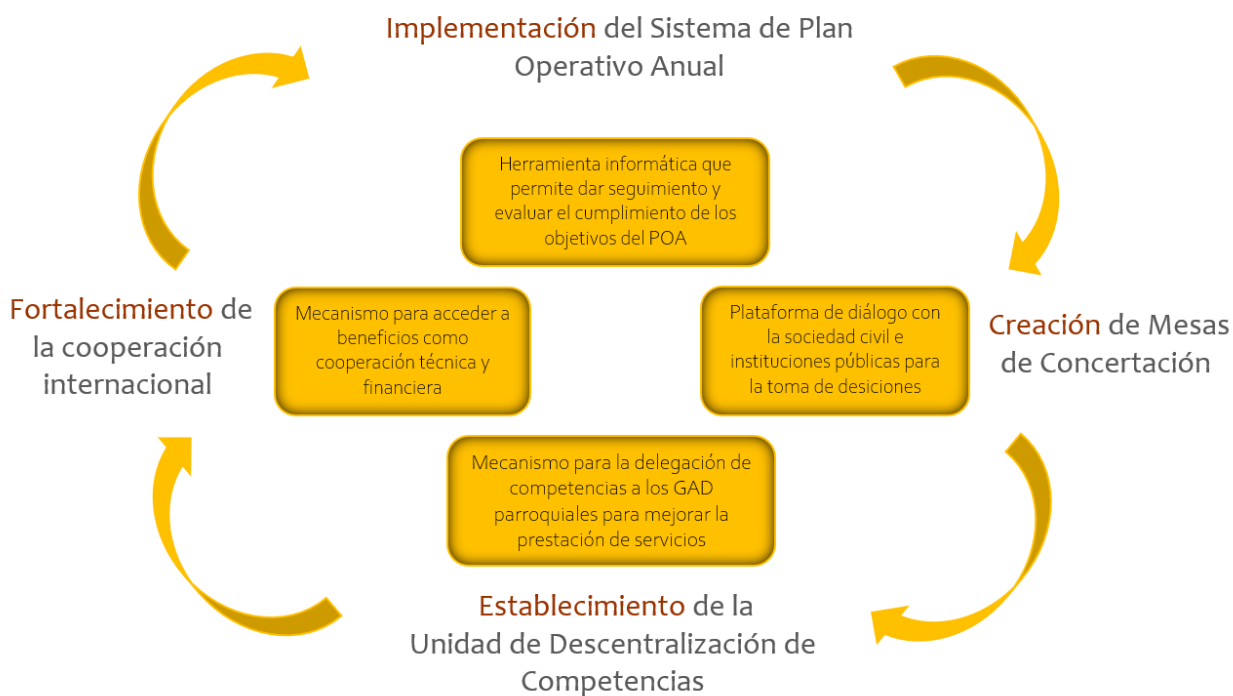 Implementación del Sistema de Plan
Operativo Anual
Herramienta informática que
permite dar seguimiento y
evaluar el cumplimiento de los
objetivos del POA
Fortalecimiento de
la cooperación
internacional
Mecanismo para acceder a
beneficios como
cooperación técnica y
financiera
Plataforma de diálogo con
la sociedad civil e
instituciones públicas para
la toma de desiciones
Creación de Mesas
de Concertación
Mecanismo para la delegación de
competencias a los GAD
parroquiales para mejorar la
prestación de servicios
Establecimiento de la
Unidad de Descentralización de
Competencias